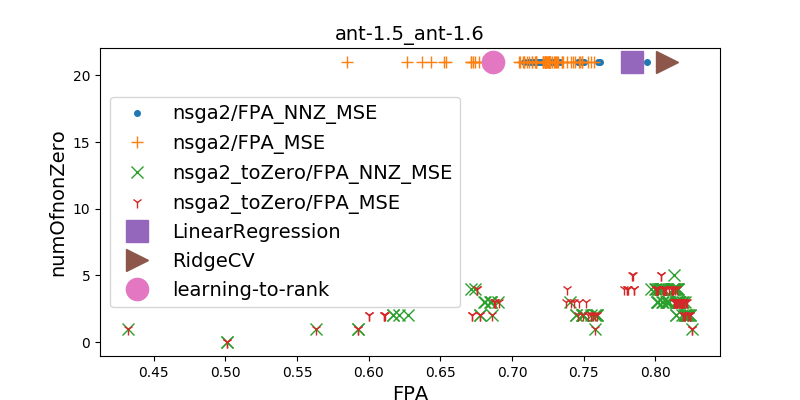 ant-1.5_ant-1.6
numOfnonZero
20
15
10
5
0
nsga2/FPA_NNZ_MSE
nsga2/FPA_MSE
nsga2_toZero/FPA_NNZ_MSE
nsga2_toZero/FPA_MSE
LinearRegression
RidgeCV
learning-to-rank
0.45 0.50 0.55 0.60 0.65 0.70 0.75 0.80
FPA